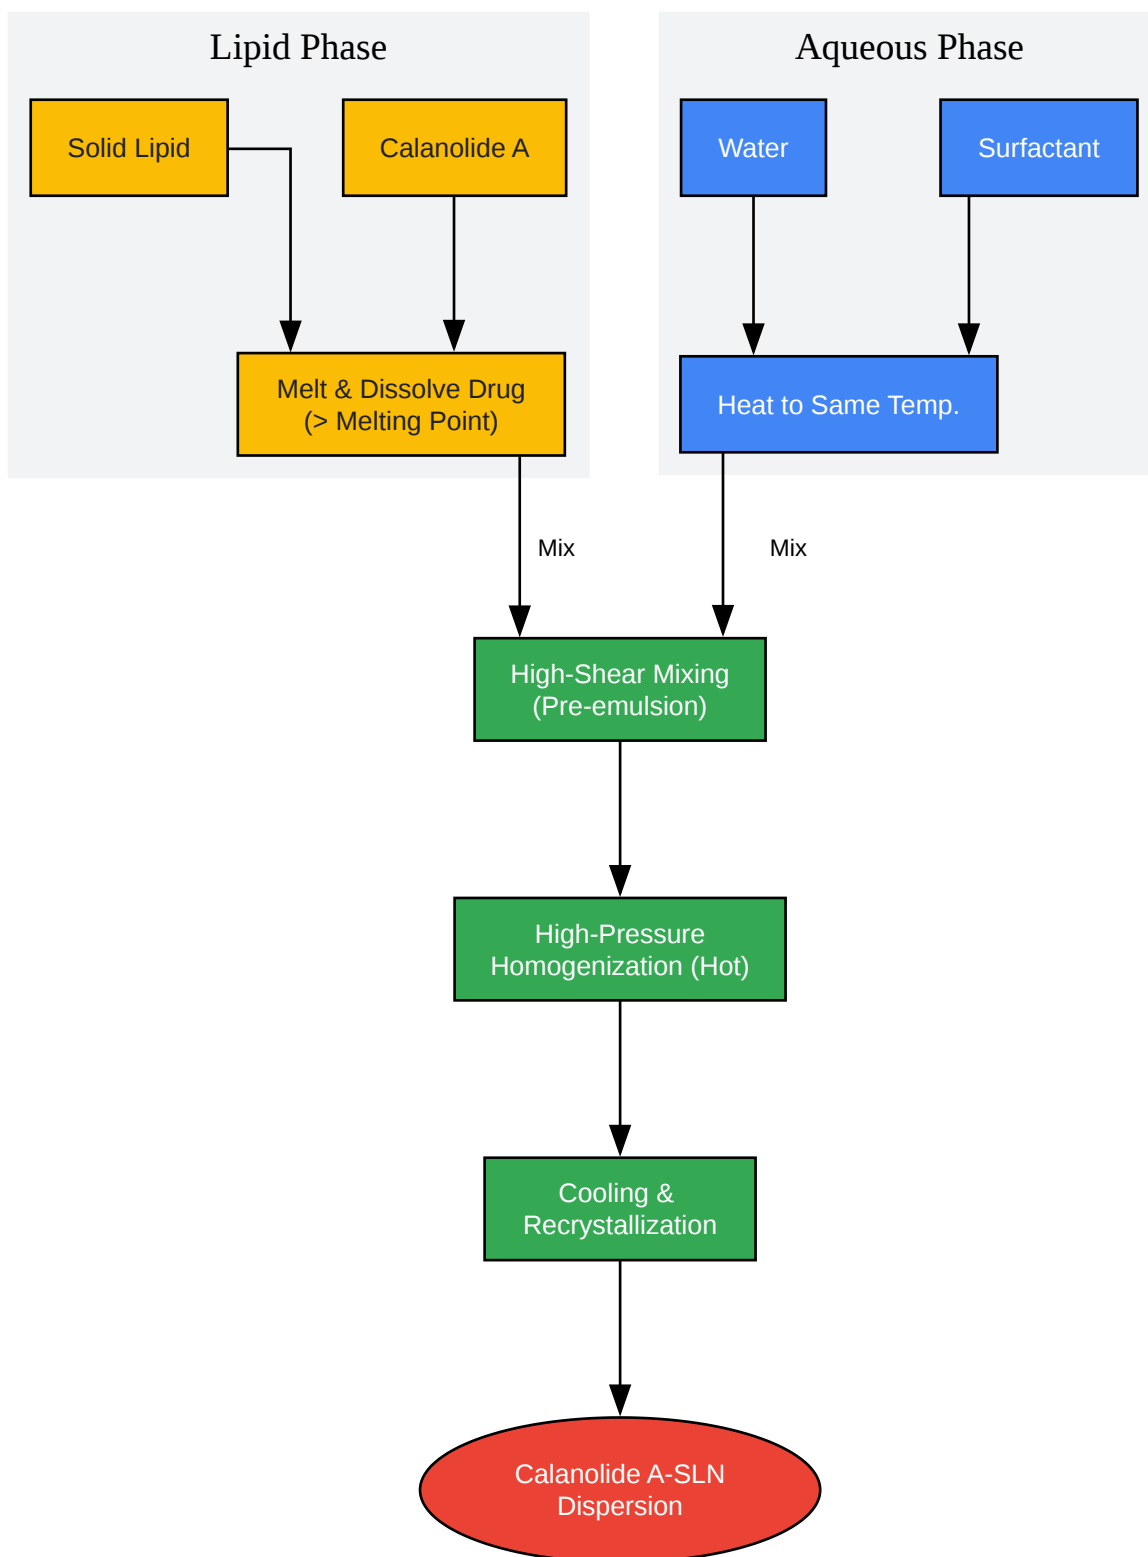 Lipid Phase
Aqueous Phase
Solid Lipid
Calanolide A
Water
Surfactant
Melt & Dissolve Drug
(> Melting Point)
Heat to Same Temp.
Mix
Mix
High-Shear Mixing
(Pre-emulsion)
High-Pressure
Homogenization (Hot)
Cooling &
Recrystallization
Calanolide A-SLN
Dispersion